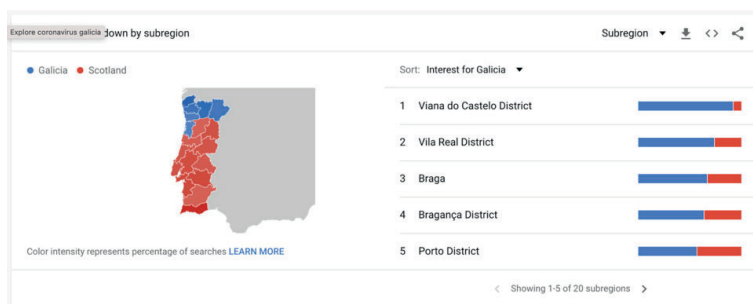 Explore coronavirus galicia
down by subregion
Subregion
Galicia
Scotland
Sort: Interest for Galicia
1 Viana do Castelo District
2 Vila Real District
3 Braga
4 Bragança District
5 Porto District
Color intensity represents percentage of searches LEARN MORE
Showing 1-5 of 20 subregions